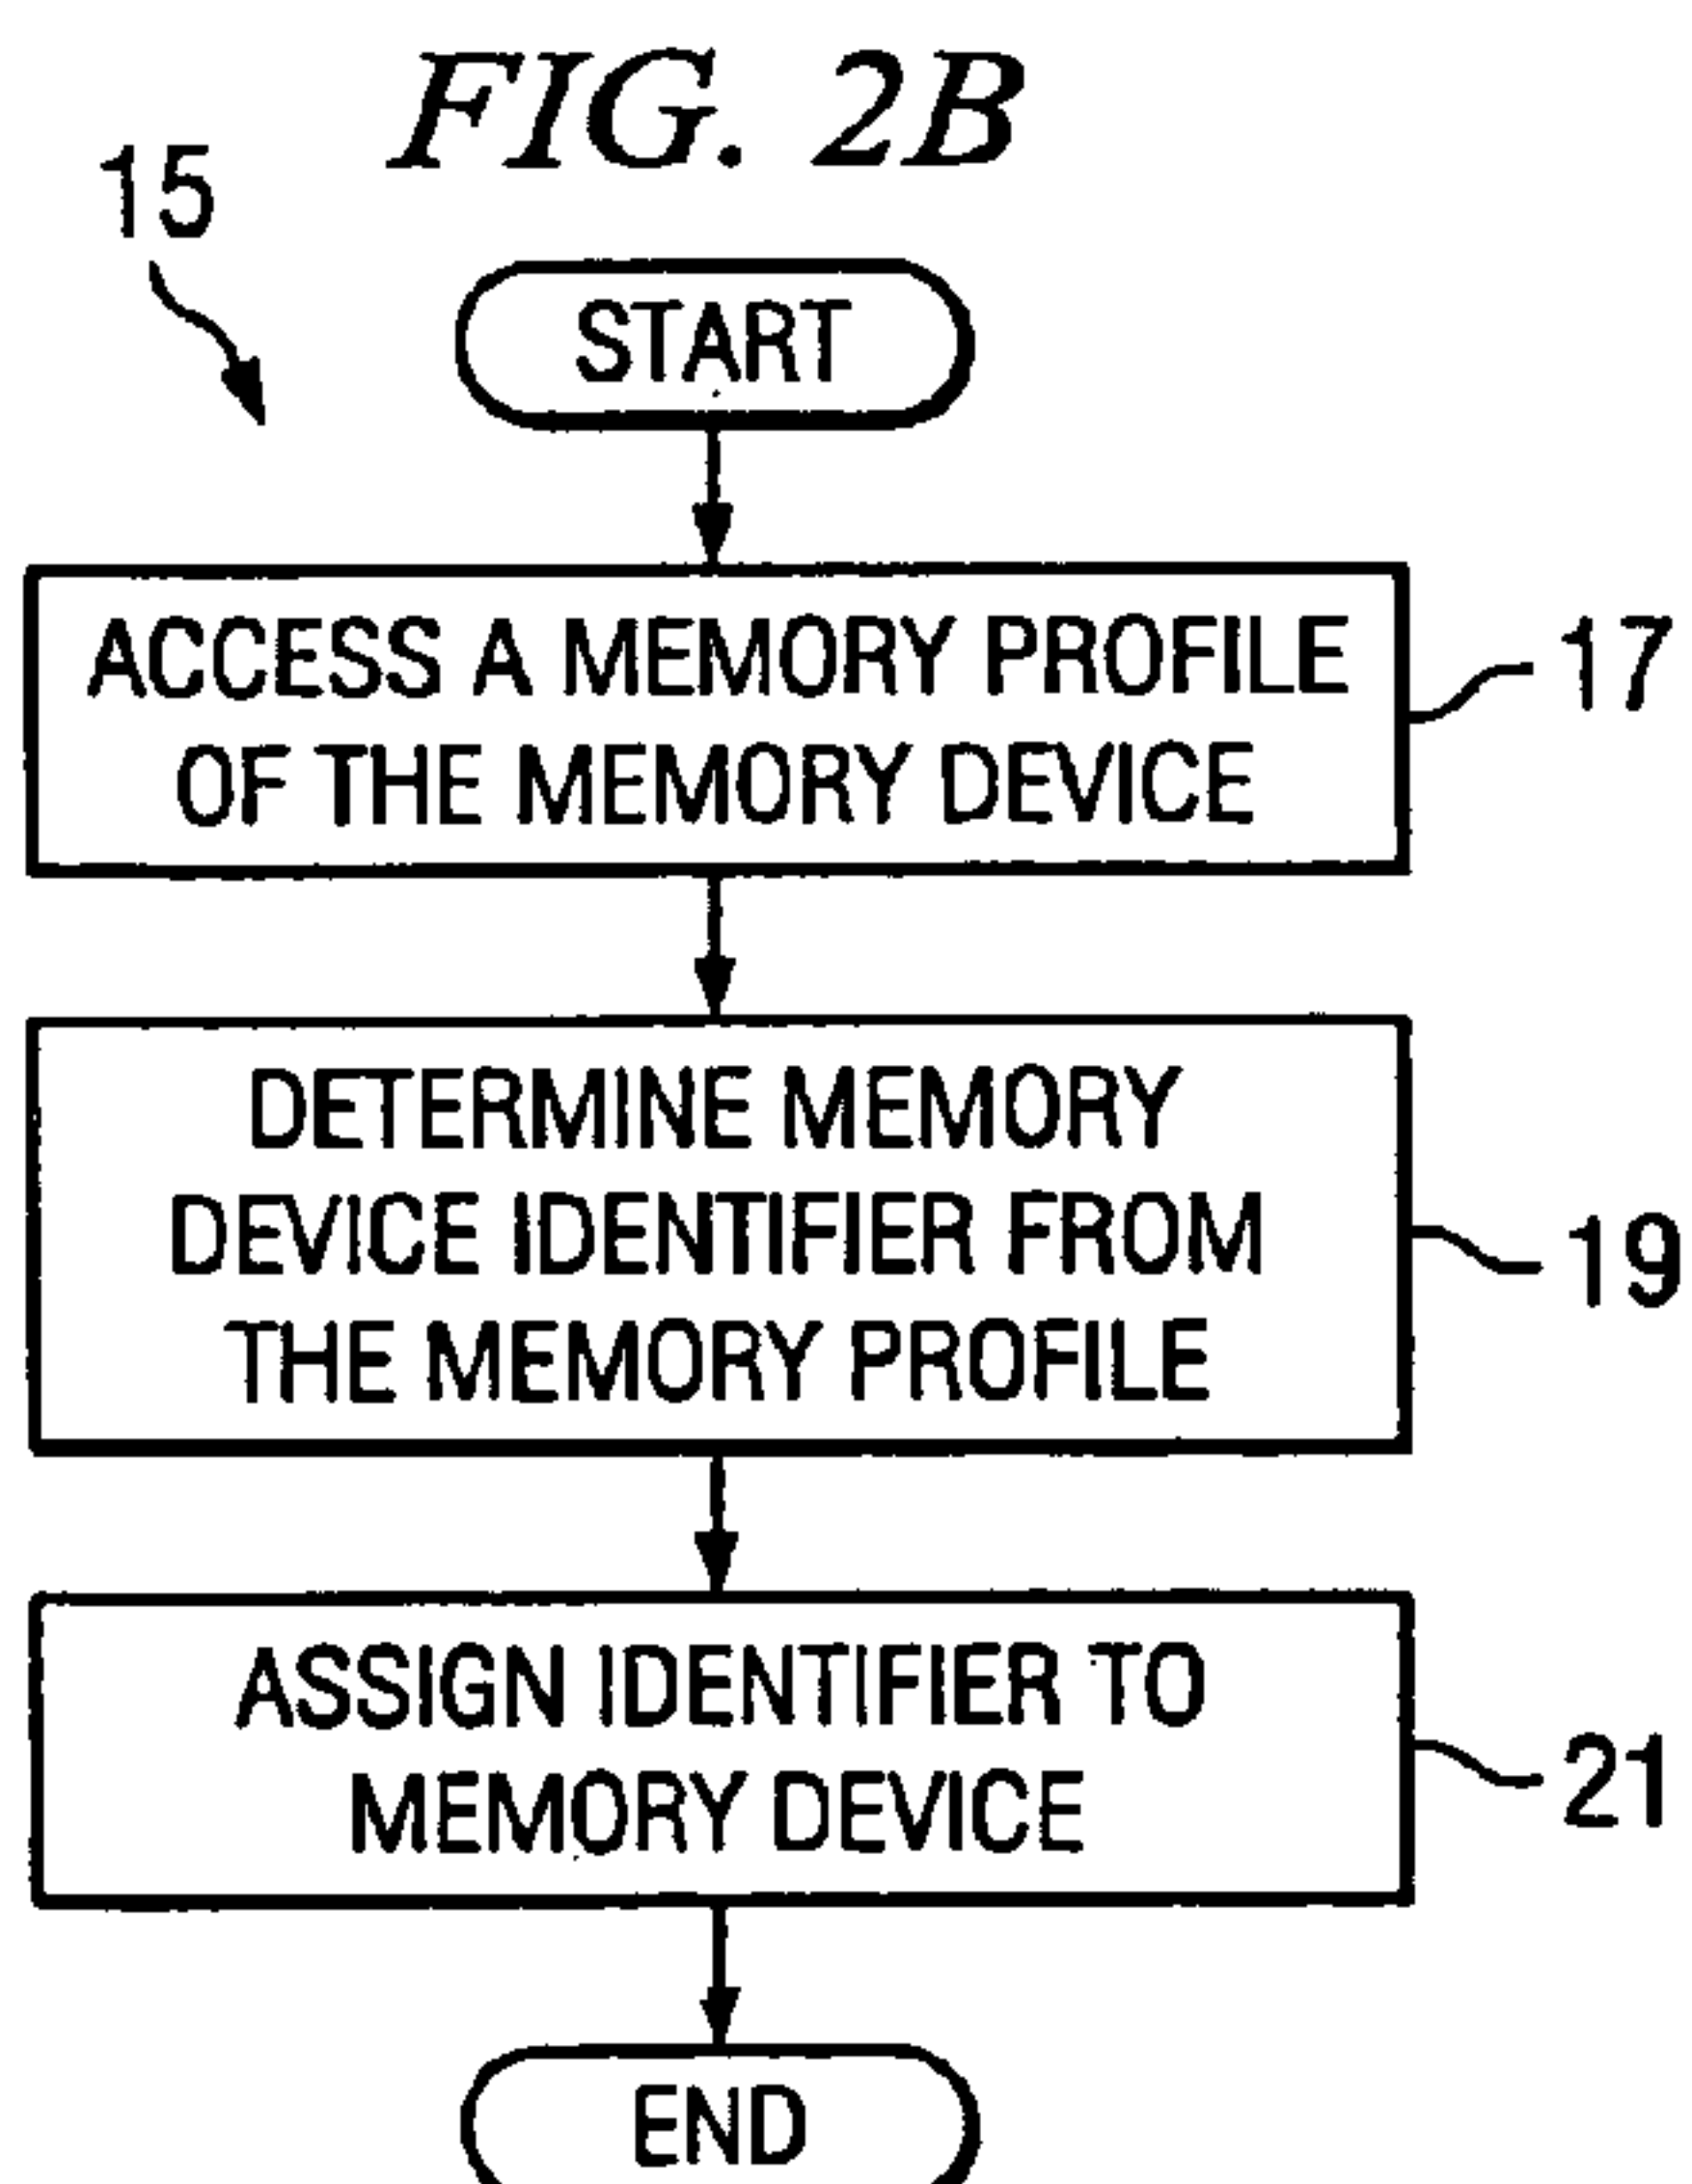 FIG. 2B
15
START
ACCESS A MEMORY PROFILE
OF THE MEMORY DEVICE
17
DETERMINE MEMORY
DEVICE IDENTIFIER FROM
THE MEMORY PROFILE
19
ASSIGN IDENTIFIER TO
MEMORY DEVICE
21
END